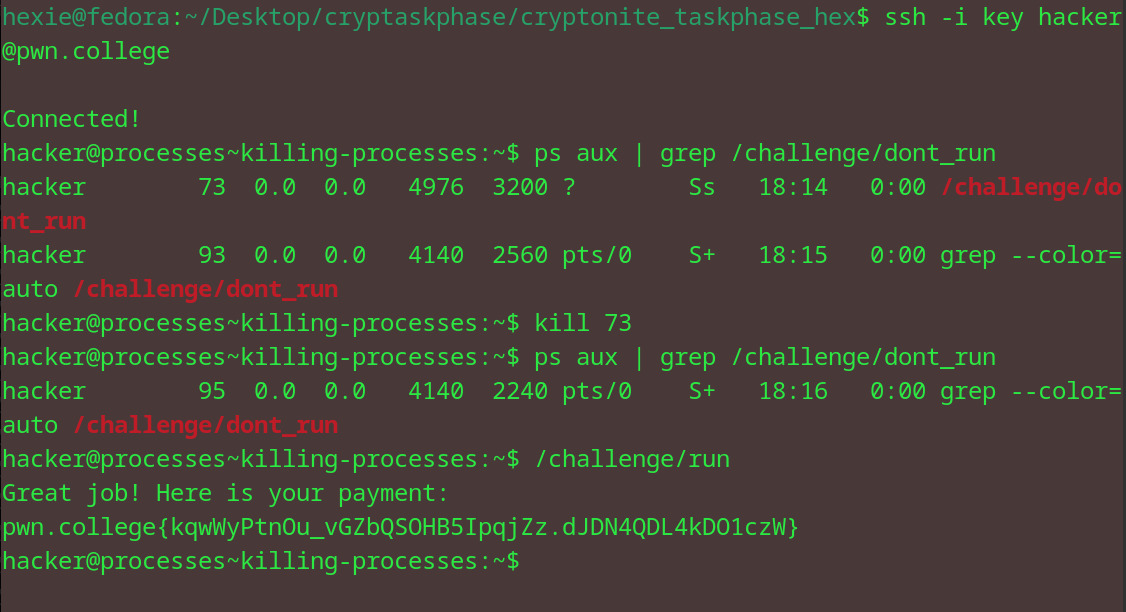 hexie@fedora:~/Desktop/cryptaskphase/cryptonite_taskphase_hex$ ssh -i key hacker
@pwn.college
Connected!
hacker@processes~killing-processes:~$ ps aux | grep /challenge/dont_run
hacker        73  0.0  0.0   4976  3200 ?        Ss   18:14   0:00 /challenge/do
nt_run
hacker        93  0.0  0.0   4140  2560 pts/0    S+   18:15   0:00 grep --color=
auto /challenge/dont_run
hacker@processes~killing-processes:~$ kill 73
hacker@processes~killing-processes:~$ ps aux | grep /challenge/dont_run
hacker        95  0.0  0.0   4140  2240 pts/0    S+   18:16   0:00 grep --color=
auto /challenge/dont_run
hacker@processes~killing-processes:~$ /challenge/run
Great job! Here is your payment:
pwn.college{kqwWyPtnOu_vGZbQSOHB5IpqjZz.dJDN4QDL4kDO1czW}
hacker@processes~killing-processes:~$